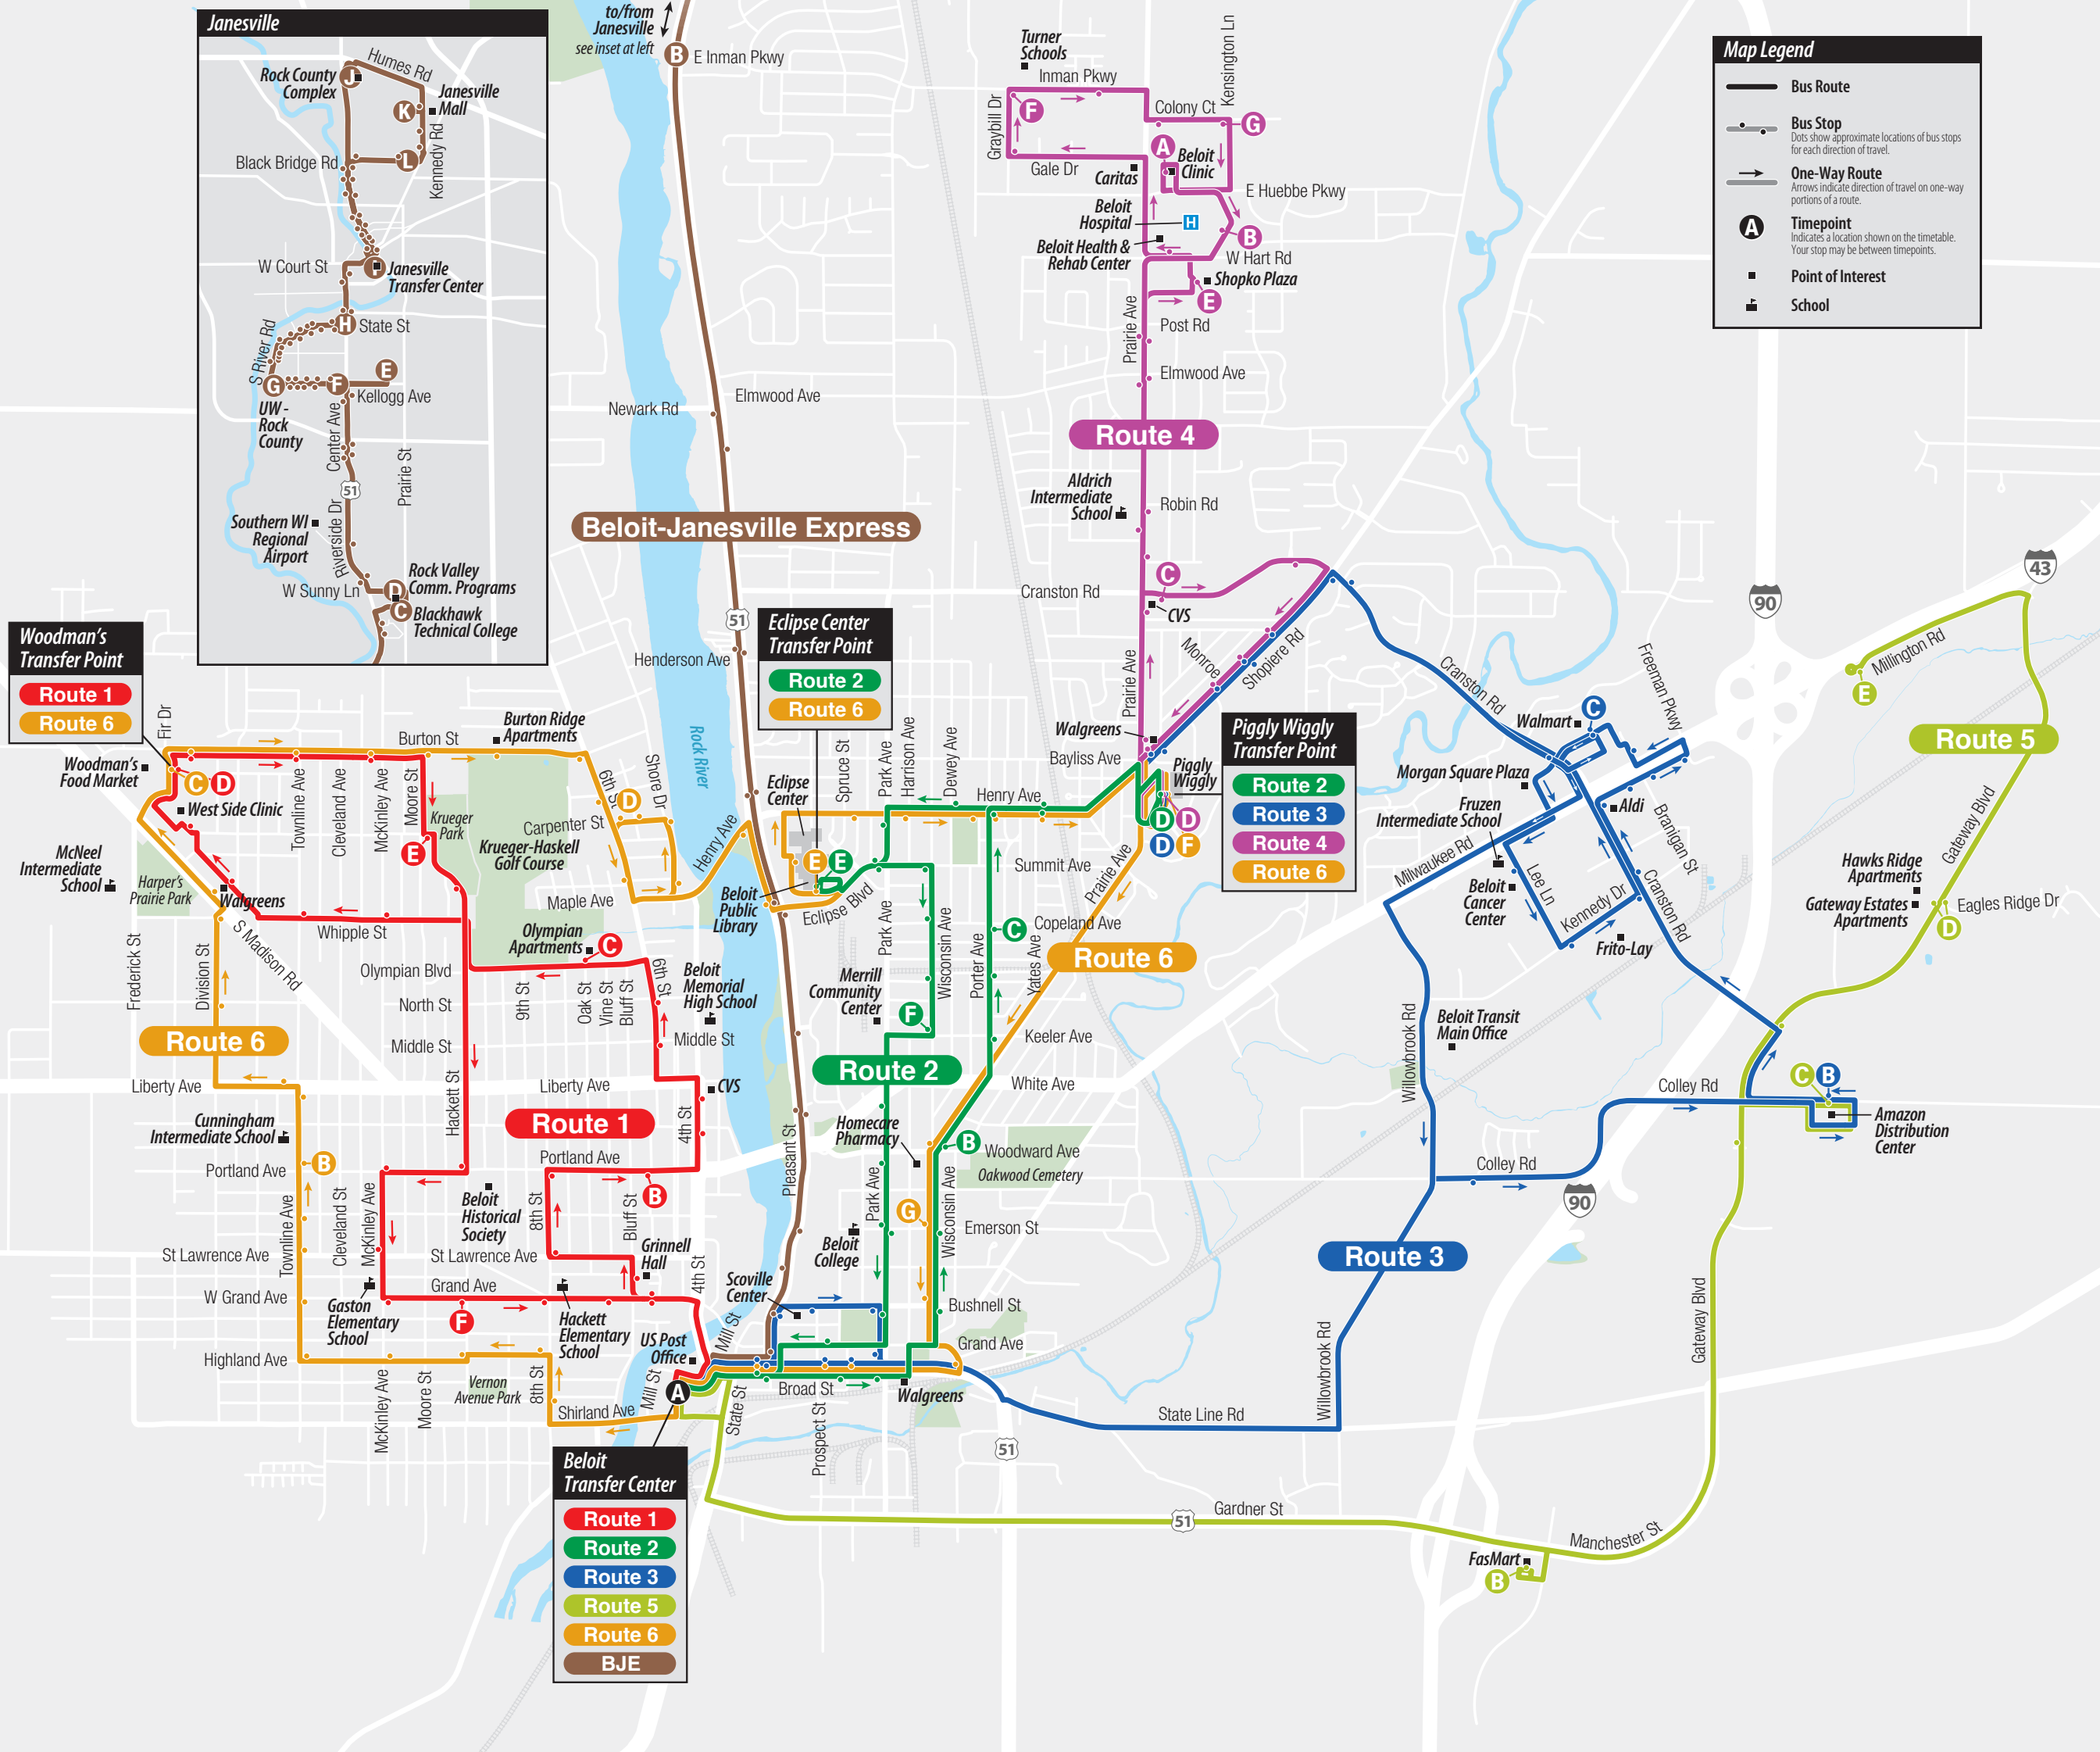 Janesville
Humes Rd
Rock County
Complex
J
K
Janesville
Mall
Black Bridge Rd
L
Kennedy Rd
W Court St
I
Janesville
Transfer Center
H
State St
S River Rd
G
F
E
Kellogg Ave
UW -
Rock
County
Center Ave
51
Prairie St
Southern WI
Regional
Airport
Riverside Dr
W Sunny Ln
D
Rock Valley
Comm. Programs
C
Blackhawk
Technical College
to/from
Janesville
see inset at left
B
E Inman Pkwy
Newark Rd
Elmwood Ave
Beloit-Janesville Express
51
Henderson Ave
Rock River
Turner
Schools
Inman Pkwy
Graybill Dr
F
Gale Dr
Colony Ct
Kensington Ln
G
A
Beloit
Clinic
Caritas
E Huebbe Pkwy
Beloit
Hospital
H
B
Beloit Health &
Rehab Center
W Hart Rd
Shopko Plaza
E
Prairie Ave
Post Rd
Elmwood Ave
Route 4
Aldrich
Intermediate
School
Robin Rd
Cranston Rd
C
CVS
Prairie Ave
Monroe
Shopiere Rd
Walgreens
Bayliss Ave
Piggly
Wiggly
D
D
D
F
Piggly Wiggly
Transfer Point
Route 2
Route 3
Route 4
Route 6
Map Legend
Bus Route
Bus Stop
Dots show approximate locations of bus stops
for each direction of travel.
One-Way Route
Arrows indicate direction of travel on one-way
portions of a route.
A
Timepoint
Indicates a location shown on the timetable.
Your stop may be between timepoints.
Point of Interest
School
43
90
Millington Rd
E
Route 5
Gateway Blvd
Hawks Ridge
Apartments
Gateway Estates
Apartments
Eagles Ridge Dr
D
Cranston Rd
Freeman Pkwy
Walmart
C
Morgan Square Plaza
Fruzen
Intermediate School
Aldi
Branigan St
Milwaukee Rd
Beloit
Cancer
Center
Lee Ln
Kennedy Dr
Cranston Rd
Frito-Lay
Willowbrook Rd
Beloit Transit
Main Office
Colley Rd
C
B
Amazon
Distribution
Center
Colley Rd
90
Route 3
Willowbrook Rd
State Line Rd
Gateway Blvd
51
Gardner St
51
Manchester St
FasMart
B
Woodman's
Transfer Point
Route 1
Route 6
Fir Dr
Woodman's
Food Market
C
D
West Side Clinic
Burton St
Burton Ridge
Apartments
Townline Ave
Cleveland Ave
McKinley Ave
Moore St
Krueger
Park
E
Krueger-Haskell
Golf Course
McNeel
Intermediate
School
Harper's
Prairie Park
Walgreens
Whipple St
S Madison Rd
Frederick St
Division St
Route 6
6th St
D
Shore Dr
Carpenter St
Maple Ave
Henry Ave
Olympian
Apartments
C
Olympian Blvd
North St
Middle St
9th St
Oak St
Vine St
Bluff St
6th St
Beloit
Memorial
High School
Middle St
Liberty Ave
Liberty Ave
CVS
Cunningham
Intermediate School
Hackett St
Route 1
4th St
Portland Ave
B
Portland Ave
B
Beloit
Historical
Society
8th St
Bluff St
Townline Ave
Cleveland St
McKinley Ave
St Lawrence Ave
St Lawrence Ave
Grinnell
Hall
4th St
W Grand Ave
Grand Ave
Gaston
Elementary
School
F
Hackett
Elementary
School
US Post
Office
Mill St
Highland Ave
McKinley Ave
Moore St
Vernon
Avenue Park
8th St
Shirland Ave
Mill St
A
State St
Beloit
Transfer Center
Route 1
Route 2
Route 3
Route 5
Route 6
BJE
Eclipse Center
Transfer Point
Route 2
Route 6
Eclipse
Center
Spruce St
Park Ave
Harrison Ave
Dewey Ave
Henry Ave
E
E
Beloit
Public
Library
Eclipse Blvd
Park Ave
Summit Ave
Prairie Ave
C
Copeland Ave
Wisconsin Ave
Porter Ave
Yates Ave
Route 6
Merrill
Community
Center
F
Keeler Ave
Route 2
White Ave
Homecare
Pharmacy
B
Woodward Ave
Oakwood Cemetery
Pleasant St
Park Ave
G
Wisconsin Ave
Emerson St
Beloit
College
Scoville
Center
Bushnell St
Grand Ave
Broad St
Prospect St
Walgreens